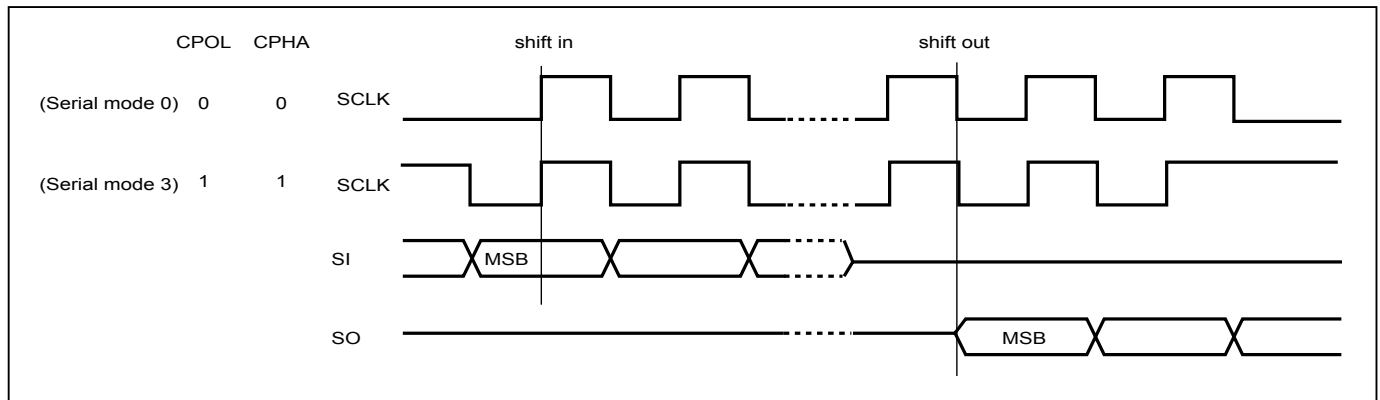 CPOL CPHA shift in shift out
(Serial mode 0) 0 0 SCLK
(Serial mode 3) 1 1 SCLK
SI MSB
SO MSB